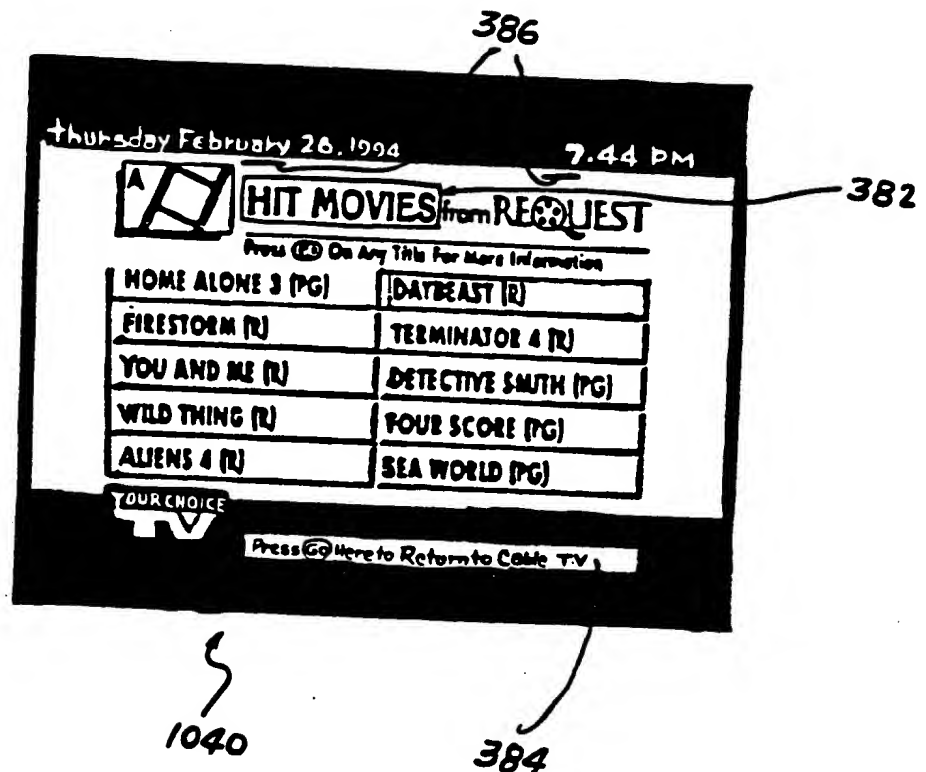 386
thursday February 26.1994 7.44 PM
A
HIT MOVIES from REQUEST
382
Press On Any Title For More Information
HOME ALONE 3 (PG) DAYBEAST (R)
FIRESTORM (R) TERMINATOR 4 (R)
YOU AND ME (R) DETECTIVE SMITH (PG)
WILD THING (R) FOUR SCORE (PG)
ALIENS 4 (R) SEA WORLD (PG)
YOUR CHOICE
TV
Press GO Here to Return to Cable T.V.
1040
384